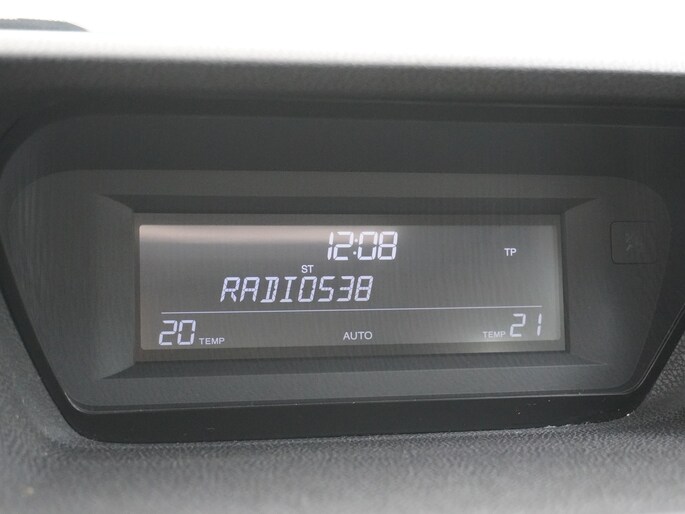 12:08
ST
TP
RADIO538
20 TEMP AUTO TEMP 21